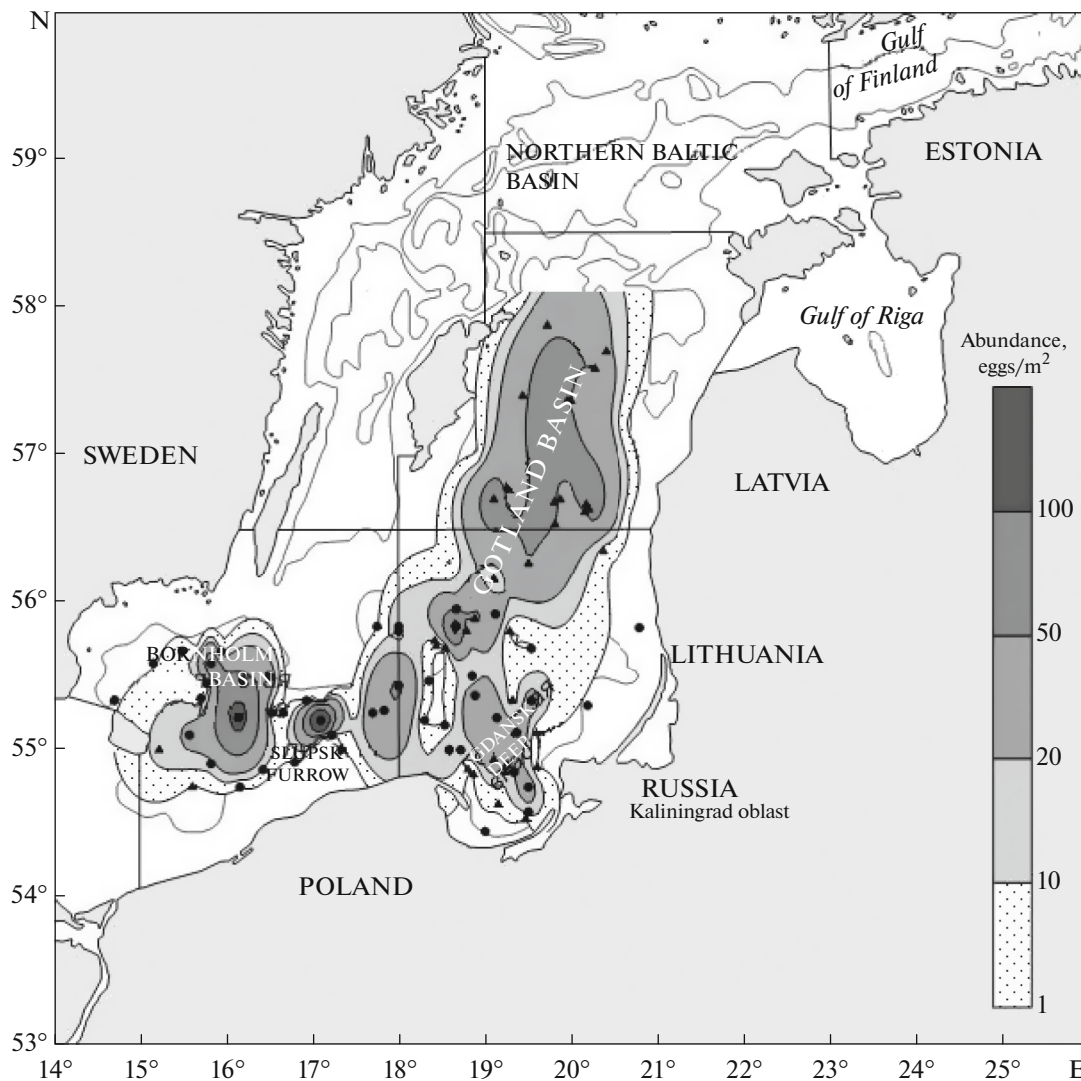 N
Gulf
of Finland
59°
NORTHERN BALTIC
BASIN
ESTONIA
58°
Gulf of Riga
Abundance,
eggs/m²
GOTLAND BASIN
57°
SWEDEN
LATVIA
100
56°
50
BORNHOLM
BASIN
LITHUANIA
55°
GDANSK
DEEP
SLUPSK
FURROW
20
RUSSIA
Kaliningrad oblast
54°
POLAND
10
53°
1
14° 15° 16° 17° 18° 19° 20° 21° 22° 23° 24° 25° E